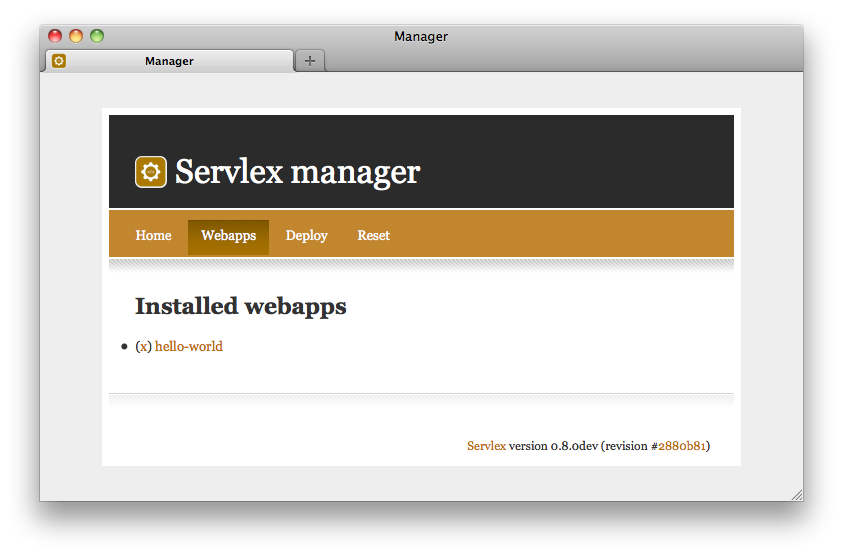 Manager
Manager
Servlex manager
Home Webapps Deploy Reset
Installed webapps
(x) hello-world
Servlex version 0.8.0dev (revision #2880b81)